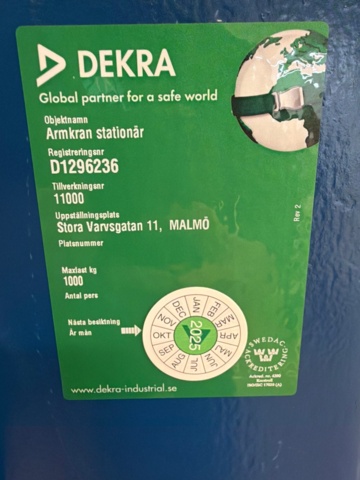 DEKRA
Global partner for a safe world
Objektnamn
Armkran stationär
Registreringsnr
D1296236
Tillverkningsnr
11000
Uppställningsplats
Stora Varvsgatan 11, MALMÖ
Platsnummer
Maxlast kg
1000
Antal pers
Nästa besiktning
År mån
JAN
FEB
MAR
APR
MAJ
JUN
JUL
AUG
SEP
OKT
NOV
DEC
2025
SWEDAC
ACKREDITERING
Rev 2
www.dekra-industrial.se